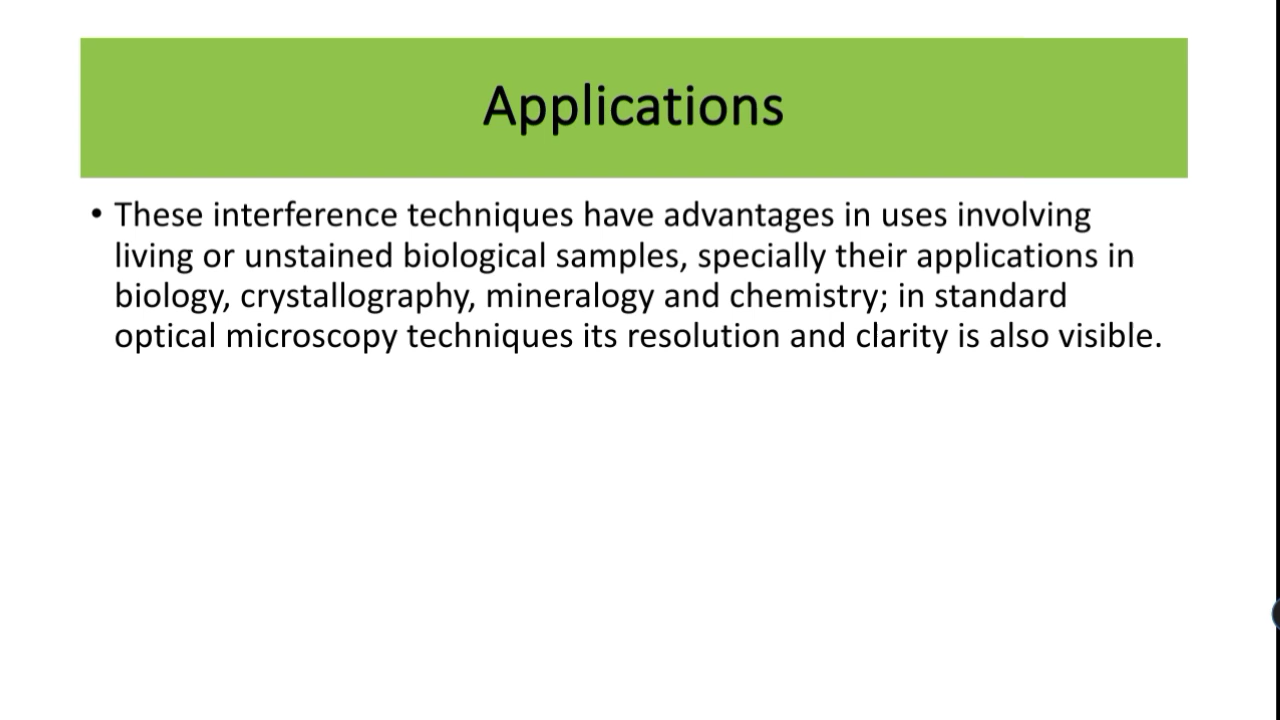 Applications
• These interference techniques have advantages in uses involving
living or unstained biological samples, specially their applications in
biology, crystallography, mineralogy and chemistry; in standard
optical microscopy techniques its resolution and clarity is also visible.